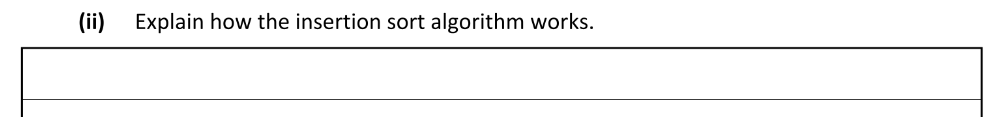 (ii) Explain how the insertion sort algorithm works.